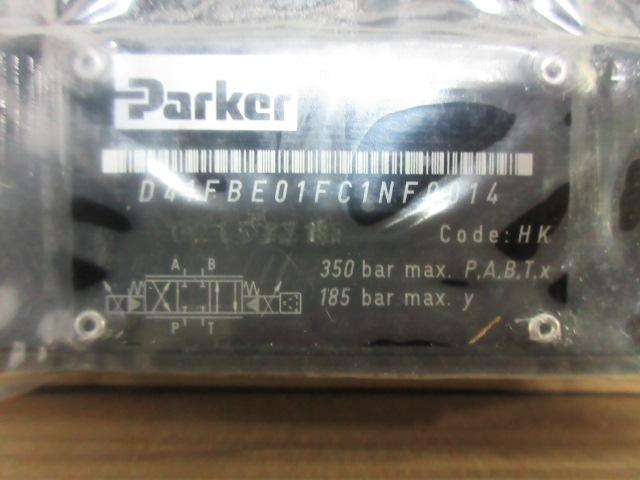 Parker
D41FBE01FC1NF0014
Code: HK
A B
350 bar max. P,A,B,T,x
185 bar max. y
P T